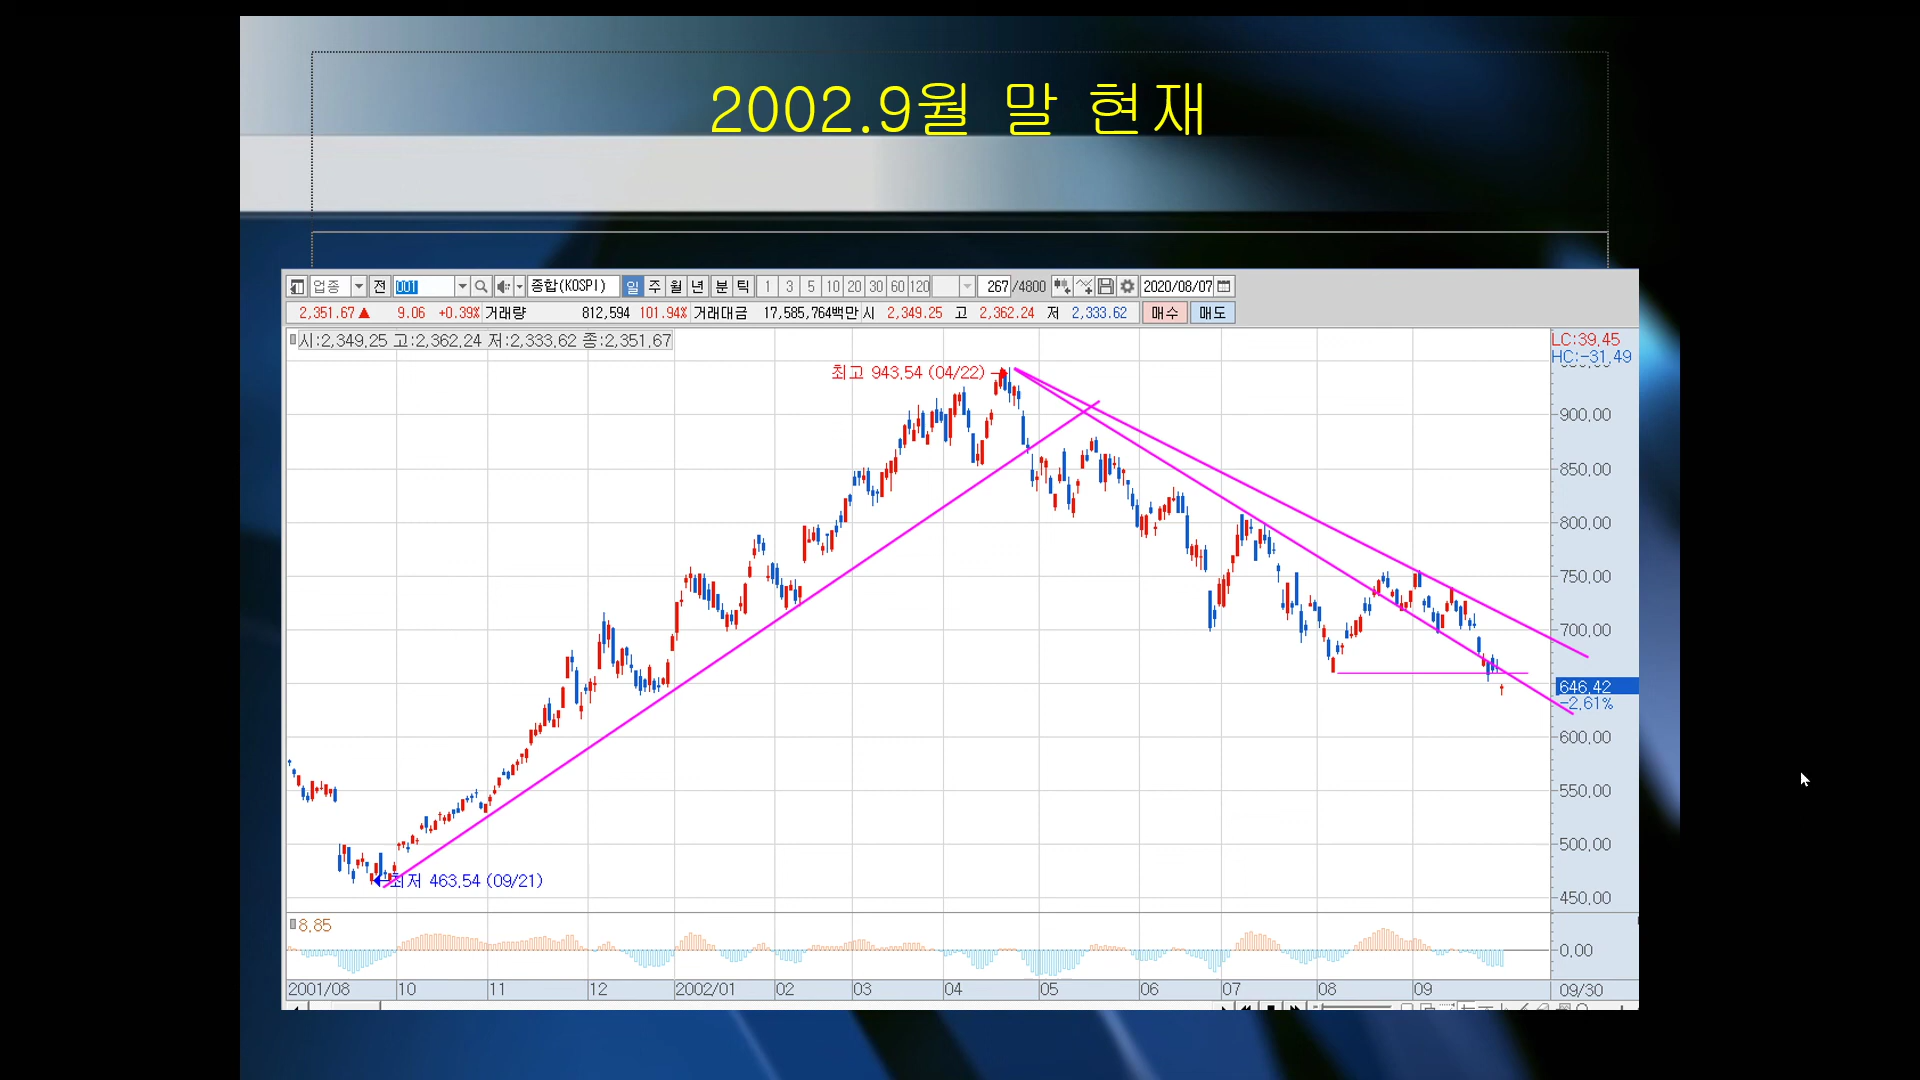 2002.9월 말 현재
업종 전 001 종합(KOSPI) 일 주 월 년 분 틱 1 3 5 10 20 30 60 120 267 /4800 2020/08/07
2,351.67▲ 9.06 +0.39% 거래량 812,594 101.94% 거래대금 17,585,764백만 시 2,349.25 고 2,362.24 저 2,333.62 매수 매도
시:2,349.25 고:2,362.24 저:2,333.62 종:2,351.67
LC:39.45
HC:-31.49
최고 943.54 (04/22)→
900.00
850.00
800.00
750.00
700.00
646.42
-2.61%
600.00
550.00
500.00
←최저 463.54 (09/21)
450.00
8.85
0.00
2001/08 10 11 12 2002/01 02 03 04 05 06 07 08 09 09/30